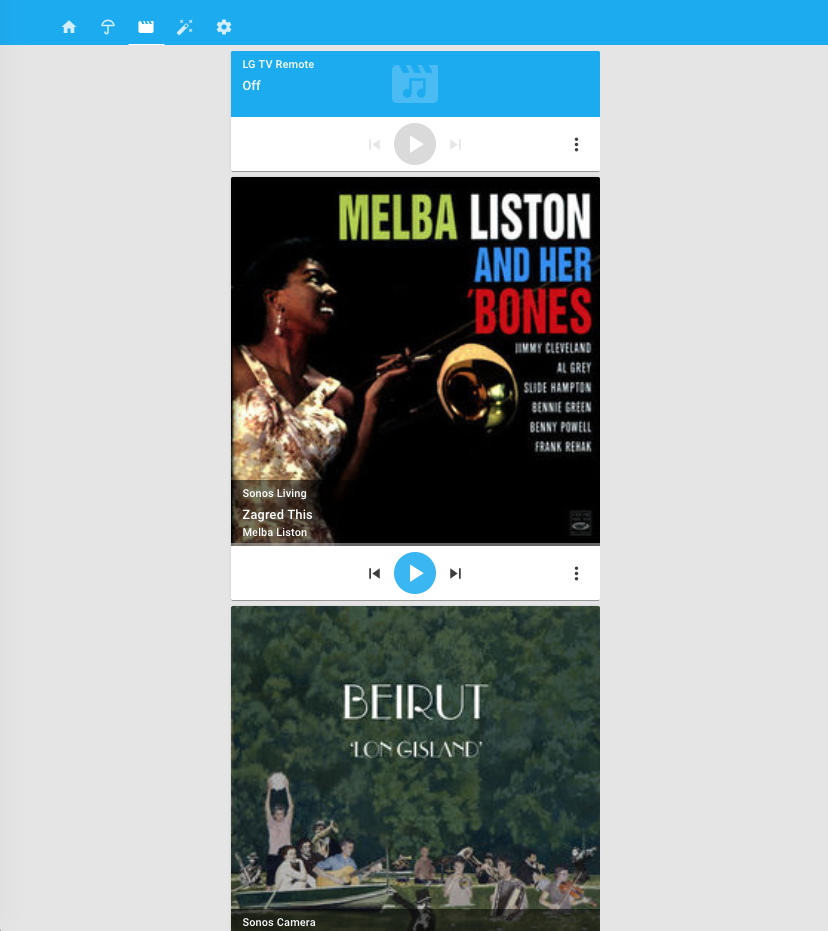 LG TV Remote
Off
MELBA LISTON
AND HER
'BONES
JIMMY CLEVELAND
AL GREY
SLIDE HAMPTON
BENNIE GREEN
BENNY POWELL
FRANK REHAK
Sonos Living
Zagred This
Melba Liston
BEIRUT
'LON GISLAND'
Sonos Camera